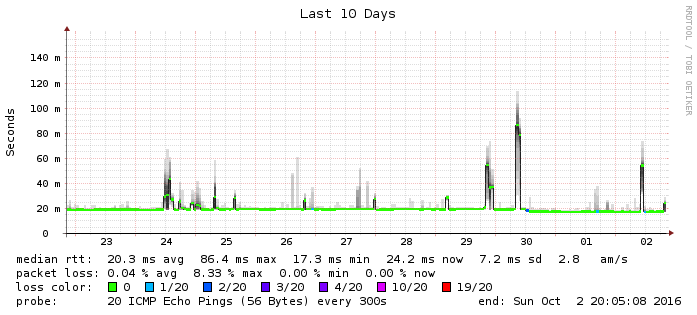 Last 10 Days
RRDTOOL / TOBI OETIKER
Seconds
140 m
120 m
100 m
80 m
60 m
40 m
20 m
0
23 24 25 26 27 28 29 30 01 02
median rtt: 20.3 ms avg 86.4 ms max 17.3 ms min 24.2 ms now 7.2 ms sd 2.8 am/s
packet loss: 0.04 % avg 8.33 % max 0.00 % min 0.00 % now
loss color: 0 1/20 2/20 3/20 4/20 10/20 19/20
probe: 20 ICMP Echo Pings (56 Bytes) every 300s end: Sun Oct 2 20:05:08 2016